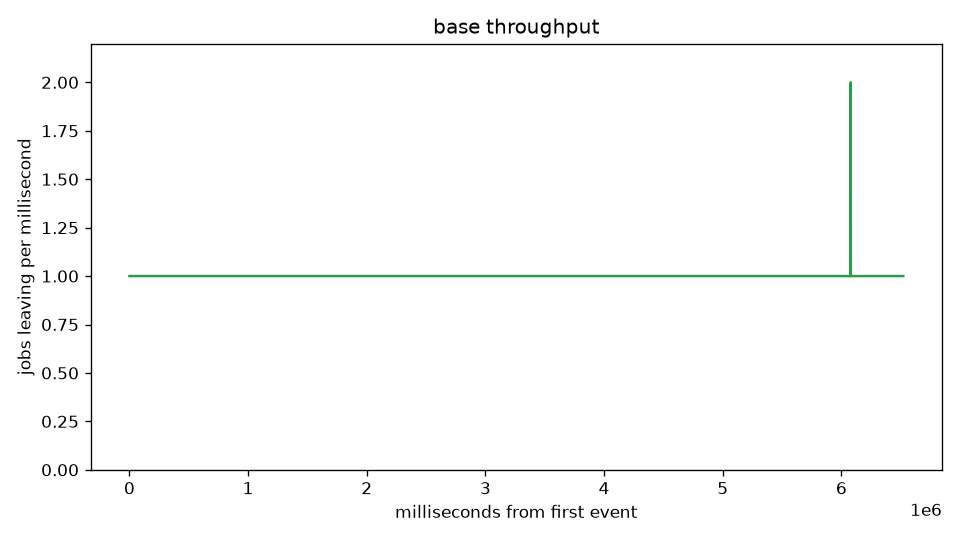 base throughput
jobs leaving per millisecond
2.00
1.75
1.50
1.25
1.00
0.75
0.50
0.25
0.00
0 1 2 3 4 5 6
1e6
milliseconds from first event